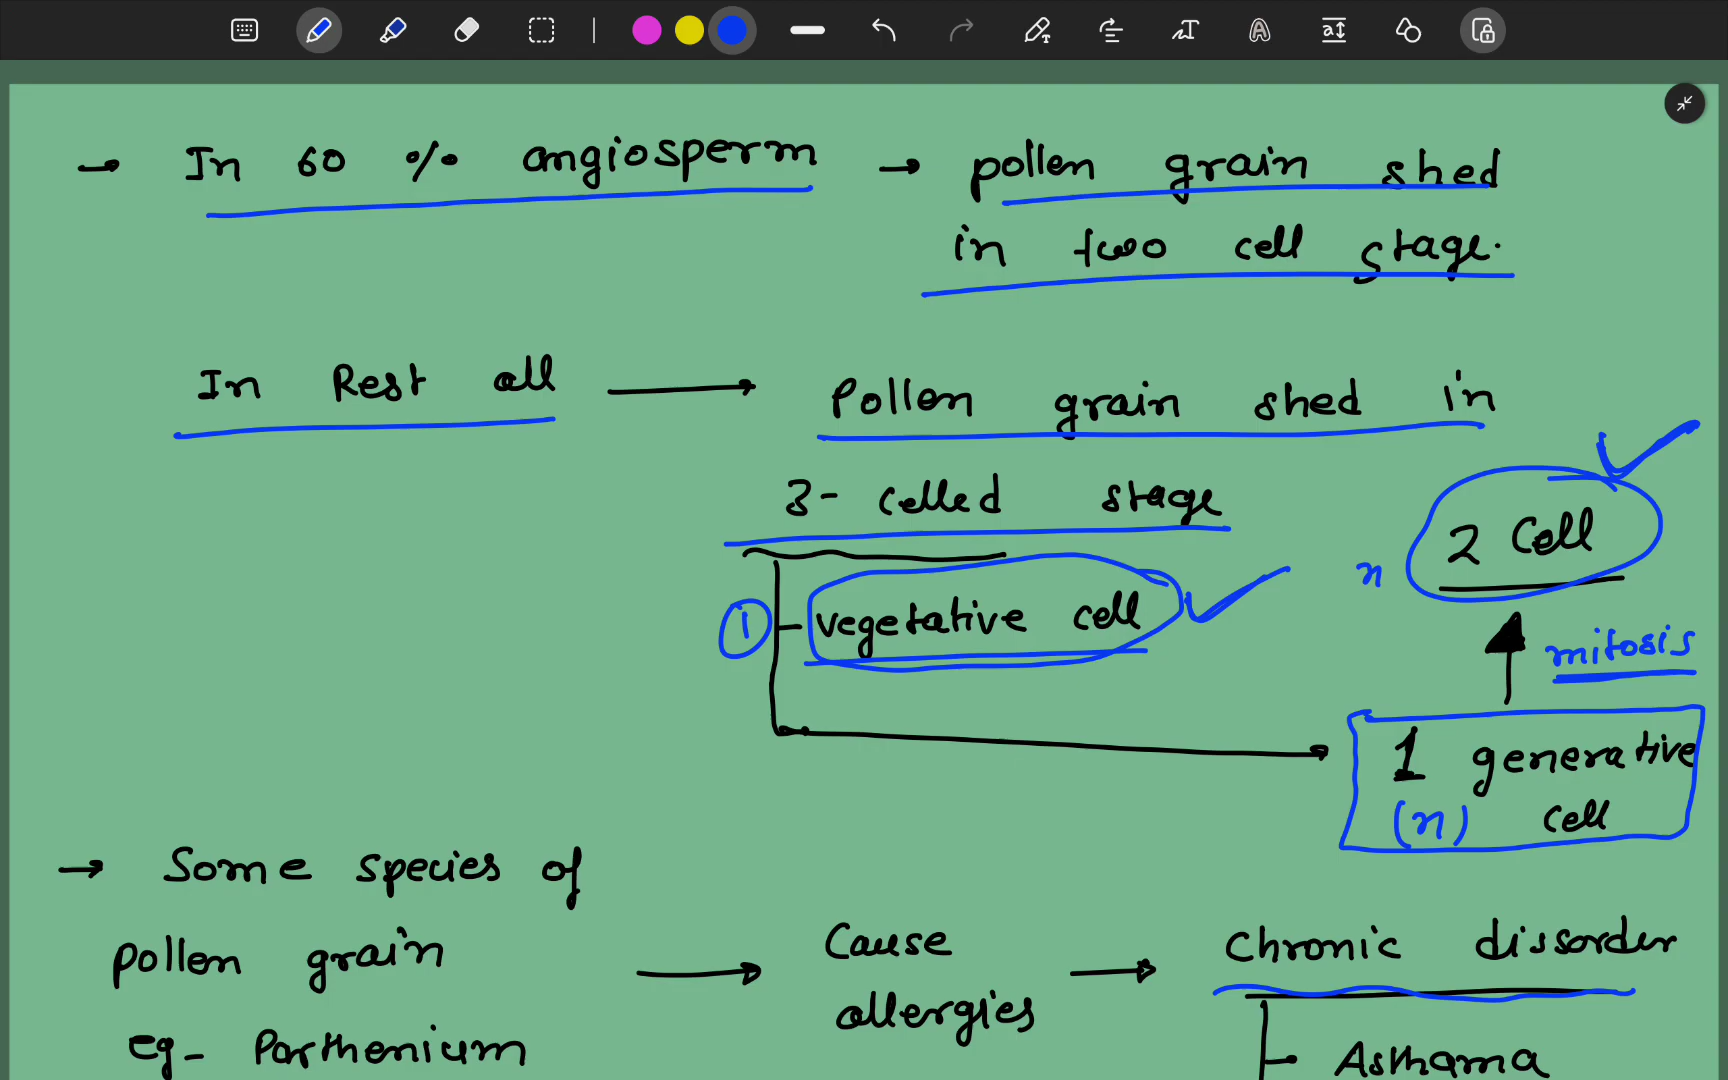 → In 60 % angiosperm → pollen grain shed
in two cell stage.
In Rest all → Pollen grain shed in
3- celled stage
2 Cell
n
① vegetative cell
mitosis
1 generative
(n) cell
→ Some species of
pollen grain → Cause allergies → Chronic disorder
eg- Parthenium
Asthama